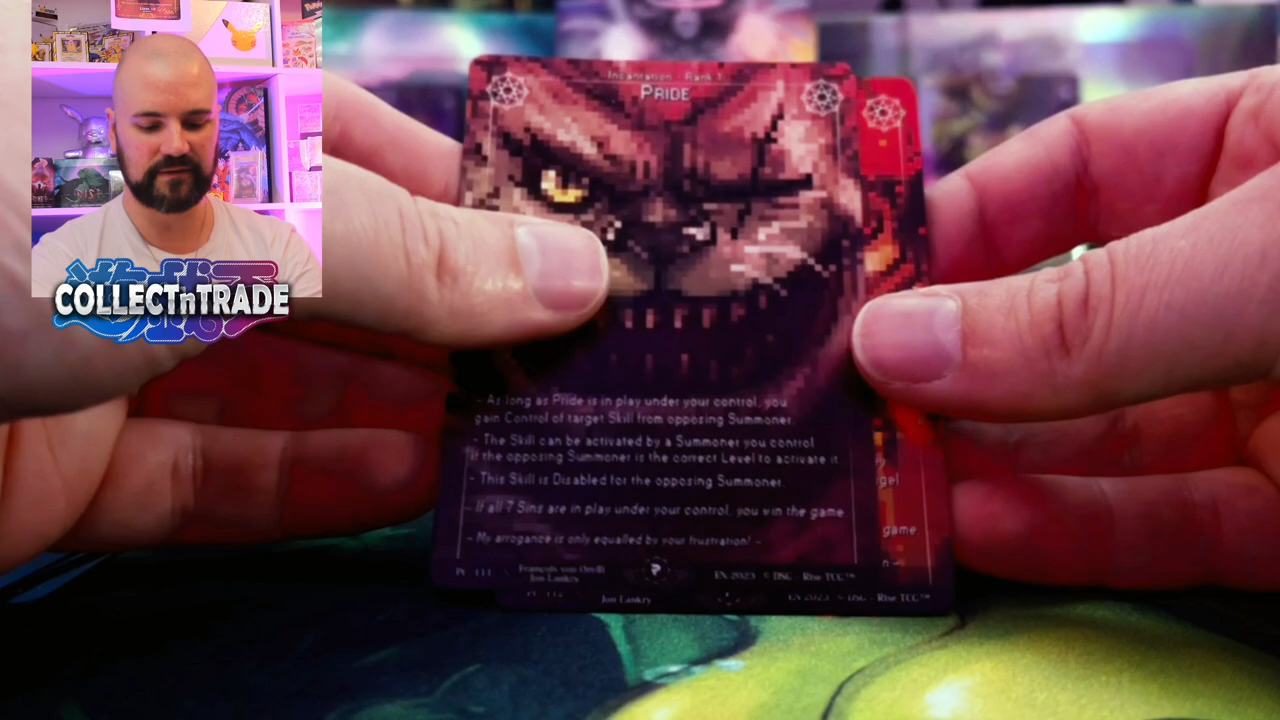 COLLECTnTRADE
Incantation - Rank 1
PRIDE
- As long as Pride is in play under your control, you
gain Control of target Skill from opposing Summoner.
- The Skill can be activated by a Summoner you control
if the opposing Summoner is the correct Level to activate it.
- This Skill is Disabled for the opposing Summoner.
- If all 7 Sins are in play under your control, you win the game
- My arrogance is only equalled by your frustration! -
Jon Lankry
EN 2023 © DSG - Rise TCG™
game.
Jon Lankry
EN 2023 © DSG - Rise TCG™